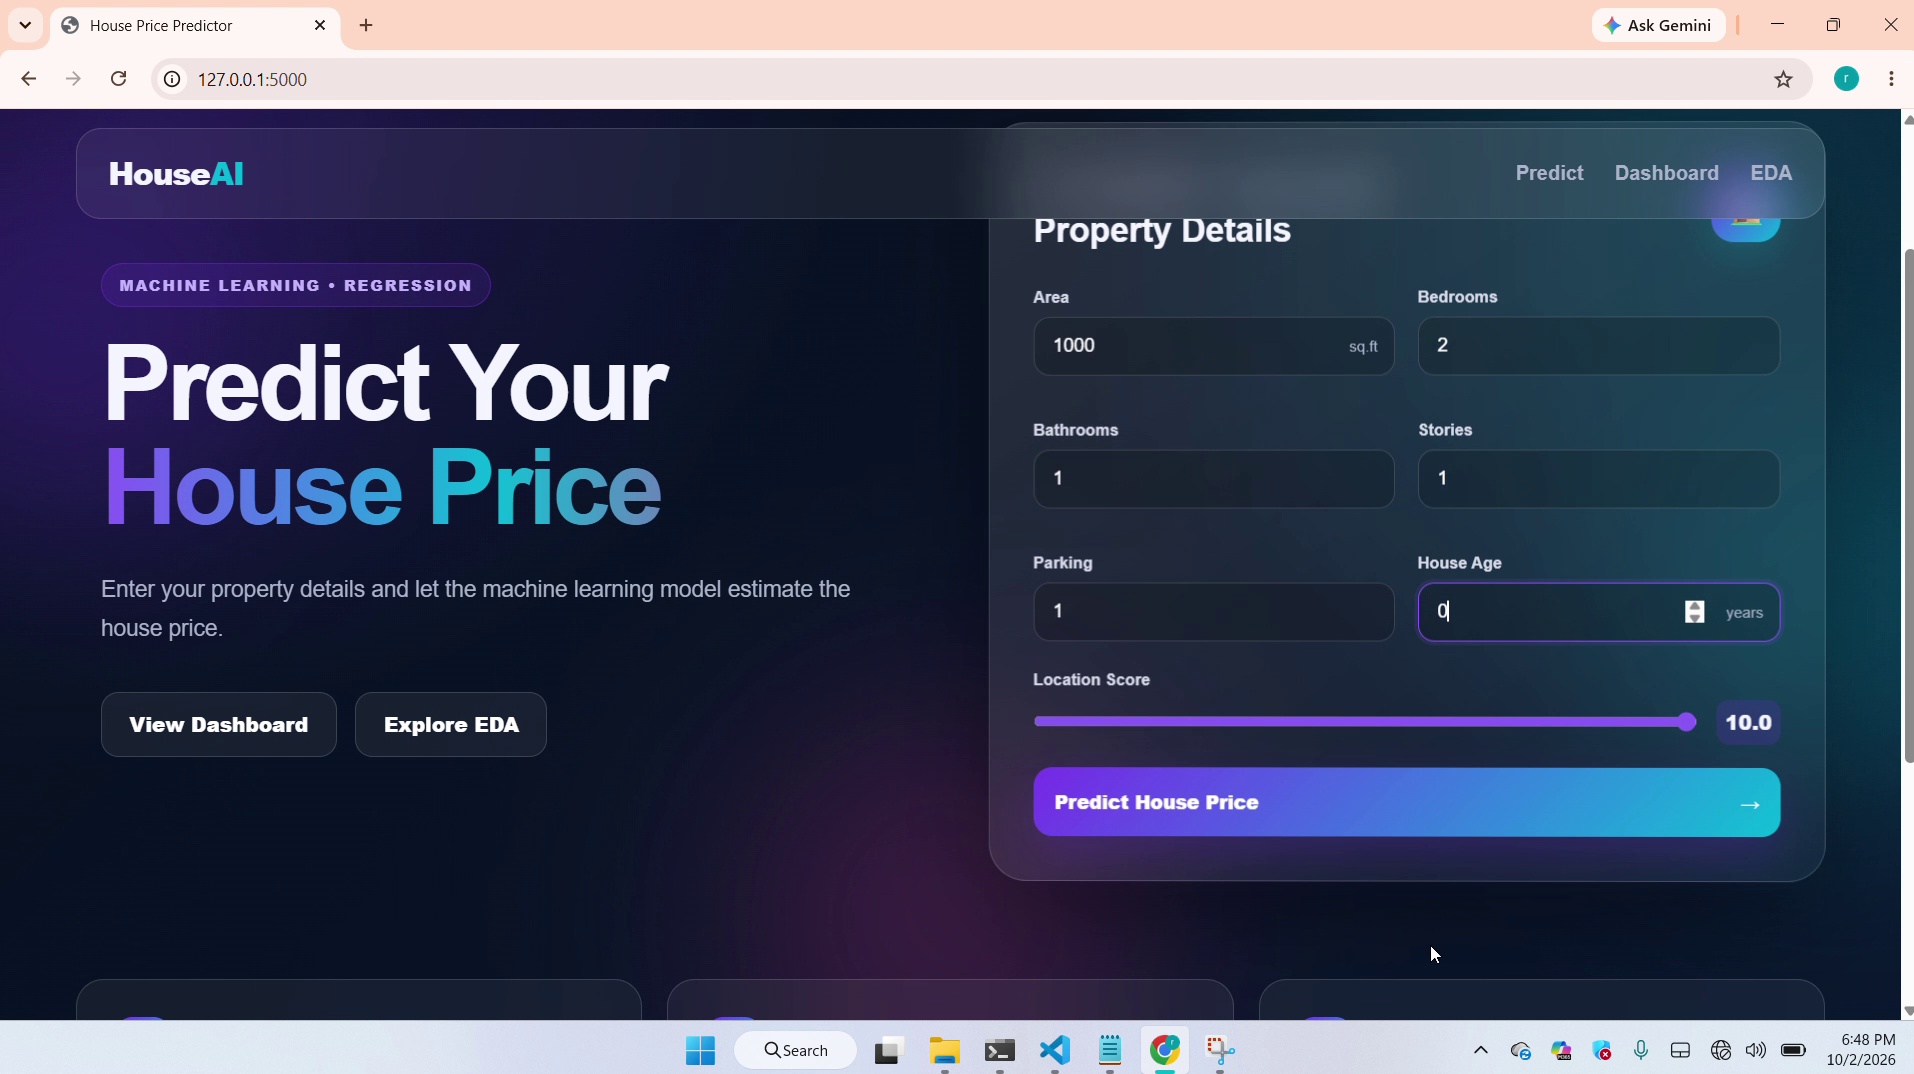 House Price Predictor
Ask Gemini
127.0.0.1:5000
r
HouseAI
Predict
Dashboard
EDA
MACHINE LEARNING • REGRESSION
Predict Your
House Price
Enter your property details and let the machine learning model estimate the
house price.
View Dashboard
Explore EDA
Property Details
Area
Bedrooms
1000
sq.ft
2
Bathrooms
Stories
1
1
Parking
House Age
1
0
years
Location Score
10.0
Predict House Price →
Search
6:48 PM
10/2/2026